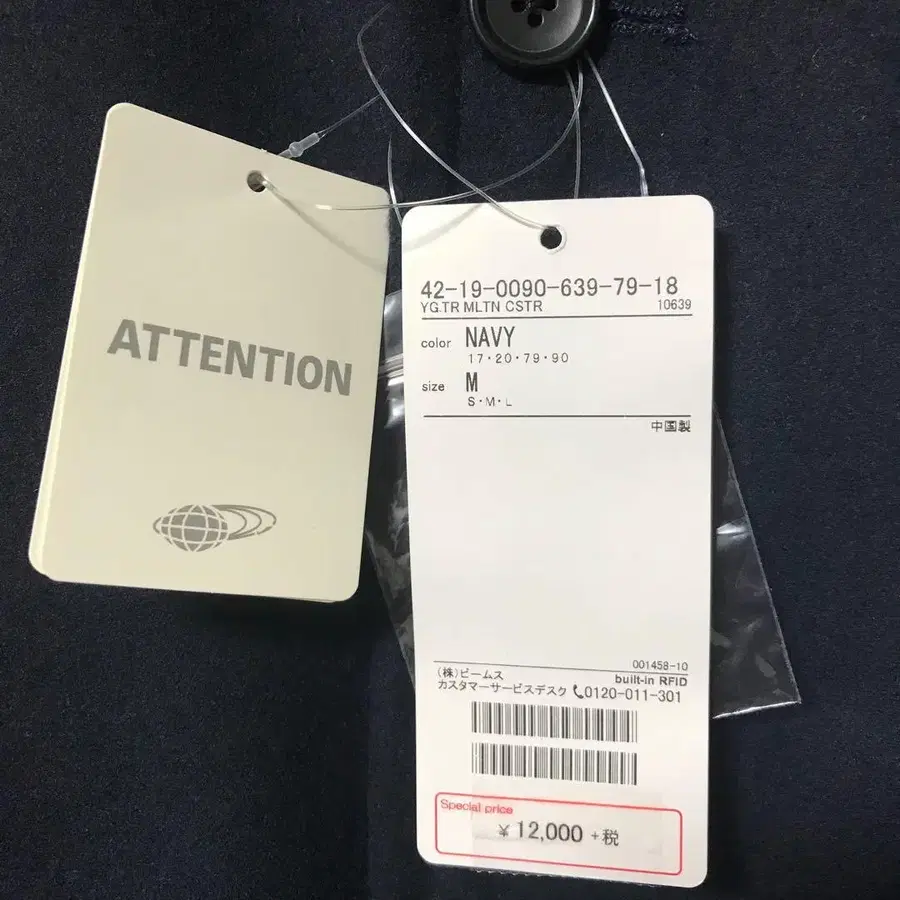 ATTENTION
42-19-0090-639-79-18
YG.TR MLTN CSTR 10639
color NAVY
17・20・79・90
size M
S・M・L
中国製
001458-10
(株)ビームス built-in RFID
カスタマーサービスデスク 0120-011-301
Special price
¥12,000 +税